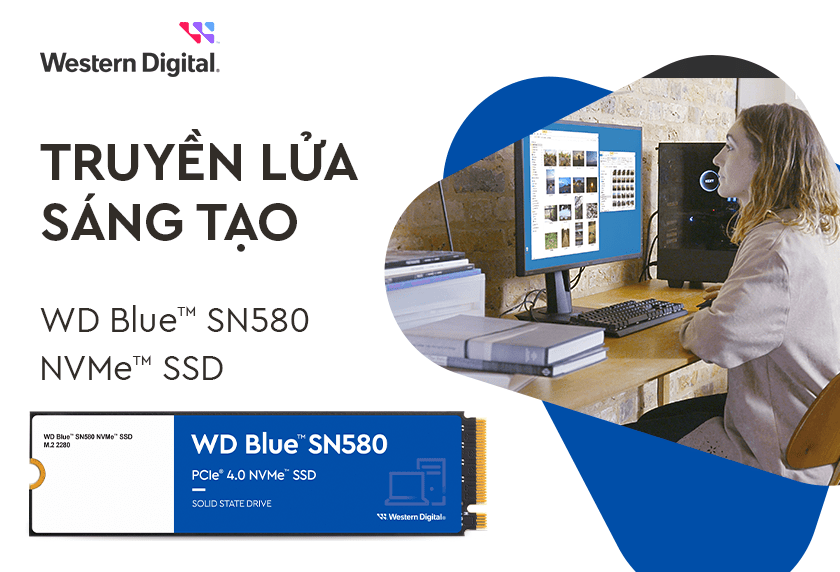 Western Digital.
TRUYỀN LỬA
SÁNG TẠO
WD Blue™ SN580
NVMe™ SSD
WD Blue™ SN580 NVMe™ SSD
M.2 2280
WD Blue™ SN580
PCIe® 4.0 NVMe™ SSD
SOLID STATE DRIVE
Western Digital®
NZXT